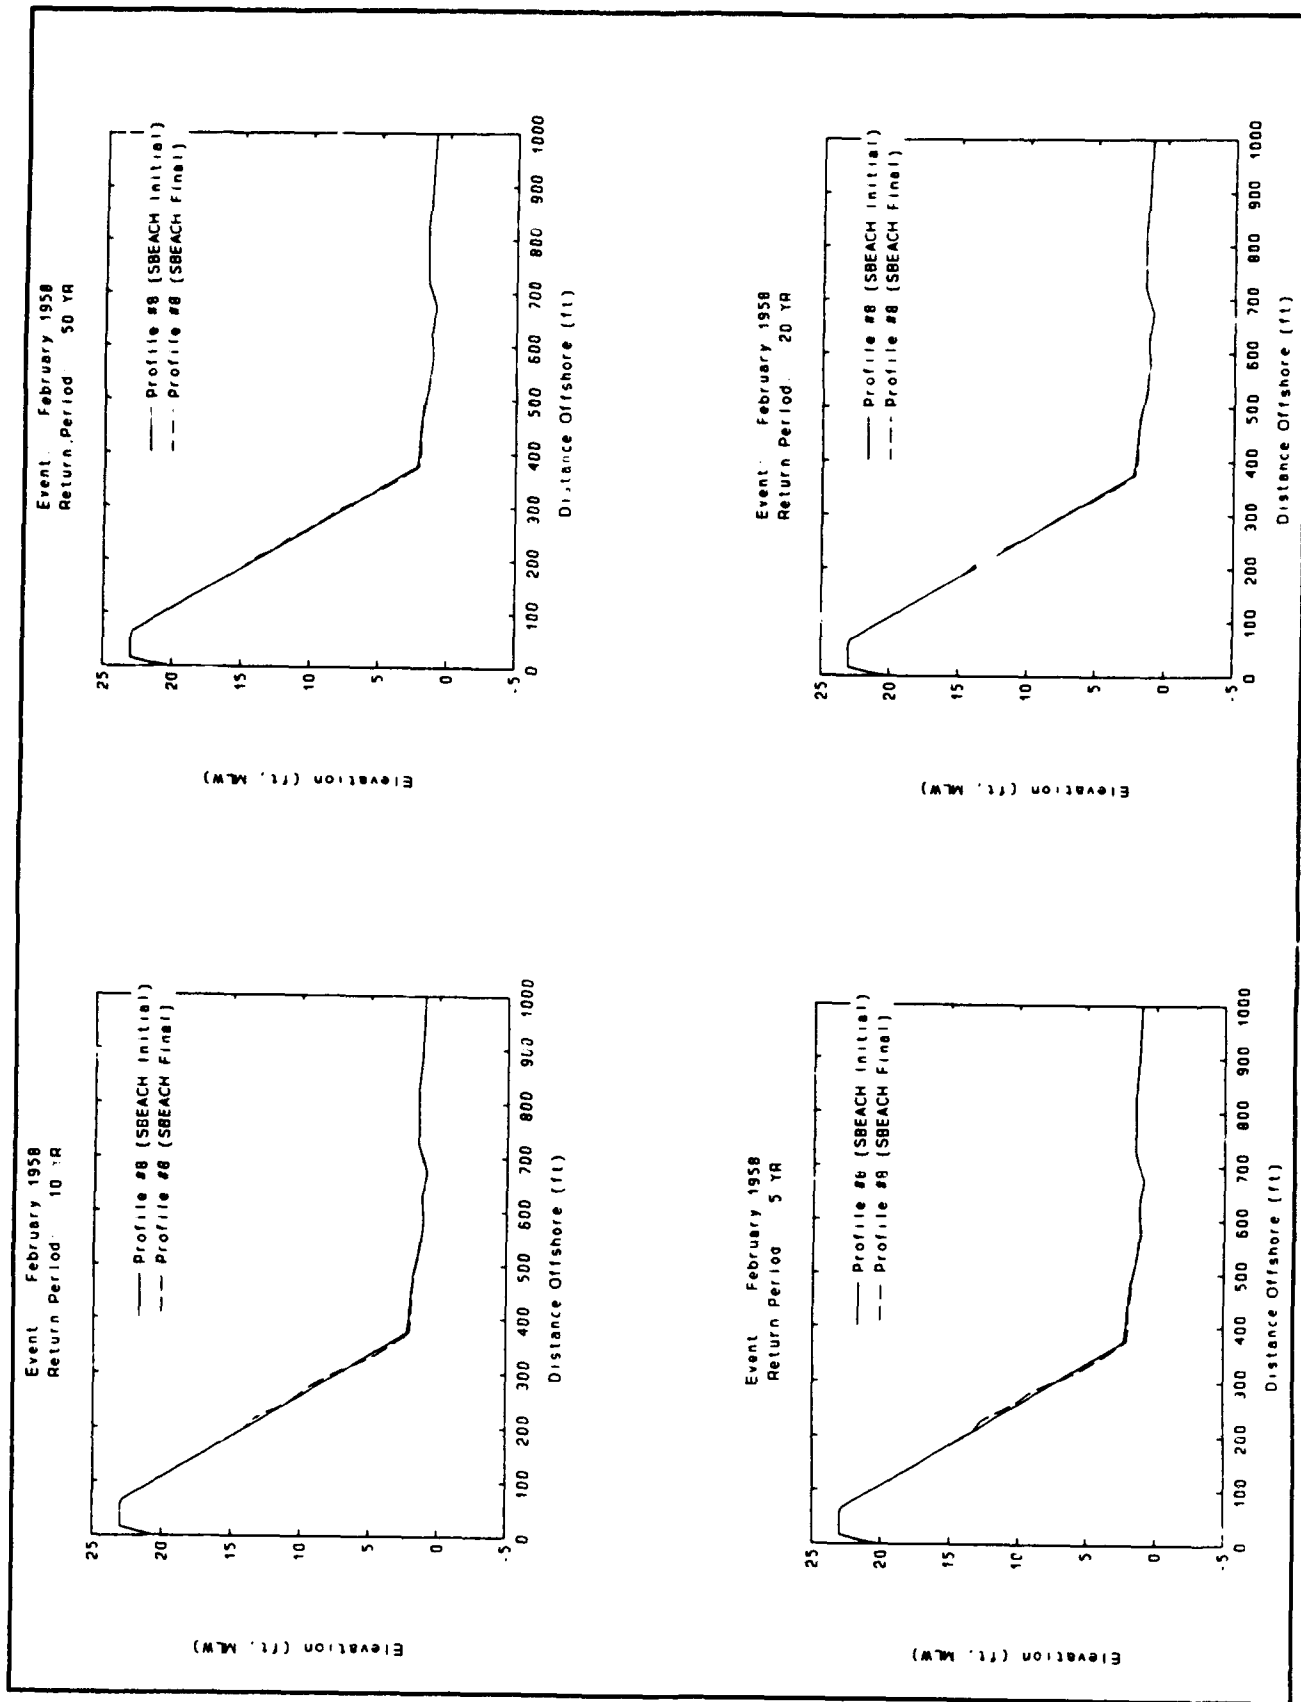 Event February 1958
Return Period 10 YR
Profile #8 (SBEACH Initial)
Profile #8 (SBEACH Final)
25
20
15
10
5
0
-5
Elevation (ft, MLW)
0 100 200 300 400 500 600 700 800 900 1000
Distance Offshore (ft)
Event. February 1958
Return Period 50 YR
Profile #8 (SBEACH Initial)
Profile #8 (SBEACH Final)
25
20
15
10
5
0
-5
Elevation (ft, MLW)
0 100 200 300 400 500 600 700 800 900 1000
Distance Offshore (ft)
Event February 1958
Return Period 5 YR
Profile #8 (SBEACH Initial)
Profile #8 (SBEACH Final)
25
20
15
10
5
0
-5
Elevation (ft, MLW)
0 100 200 300 400 500 600 700 800 900 1000
Distance Offshore (ft)
Event February 1958
Return Period. 20 YR
Profile #8 (SBEACH Initial)
Profile #8 (SBEACH Final)
25
20
15
10
5
0
-5
Elevation (ft, MLW)
0 100 200 300 400 500 600 700 800 900 1000
Distance Offshore (ft)